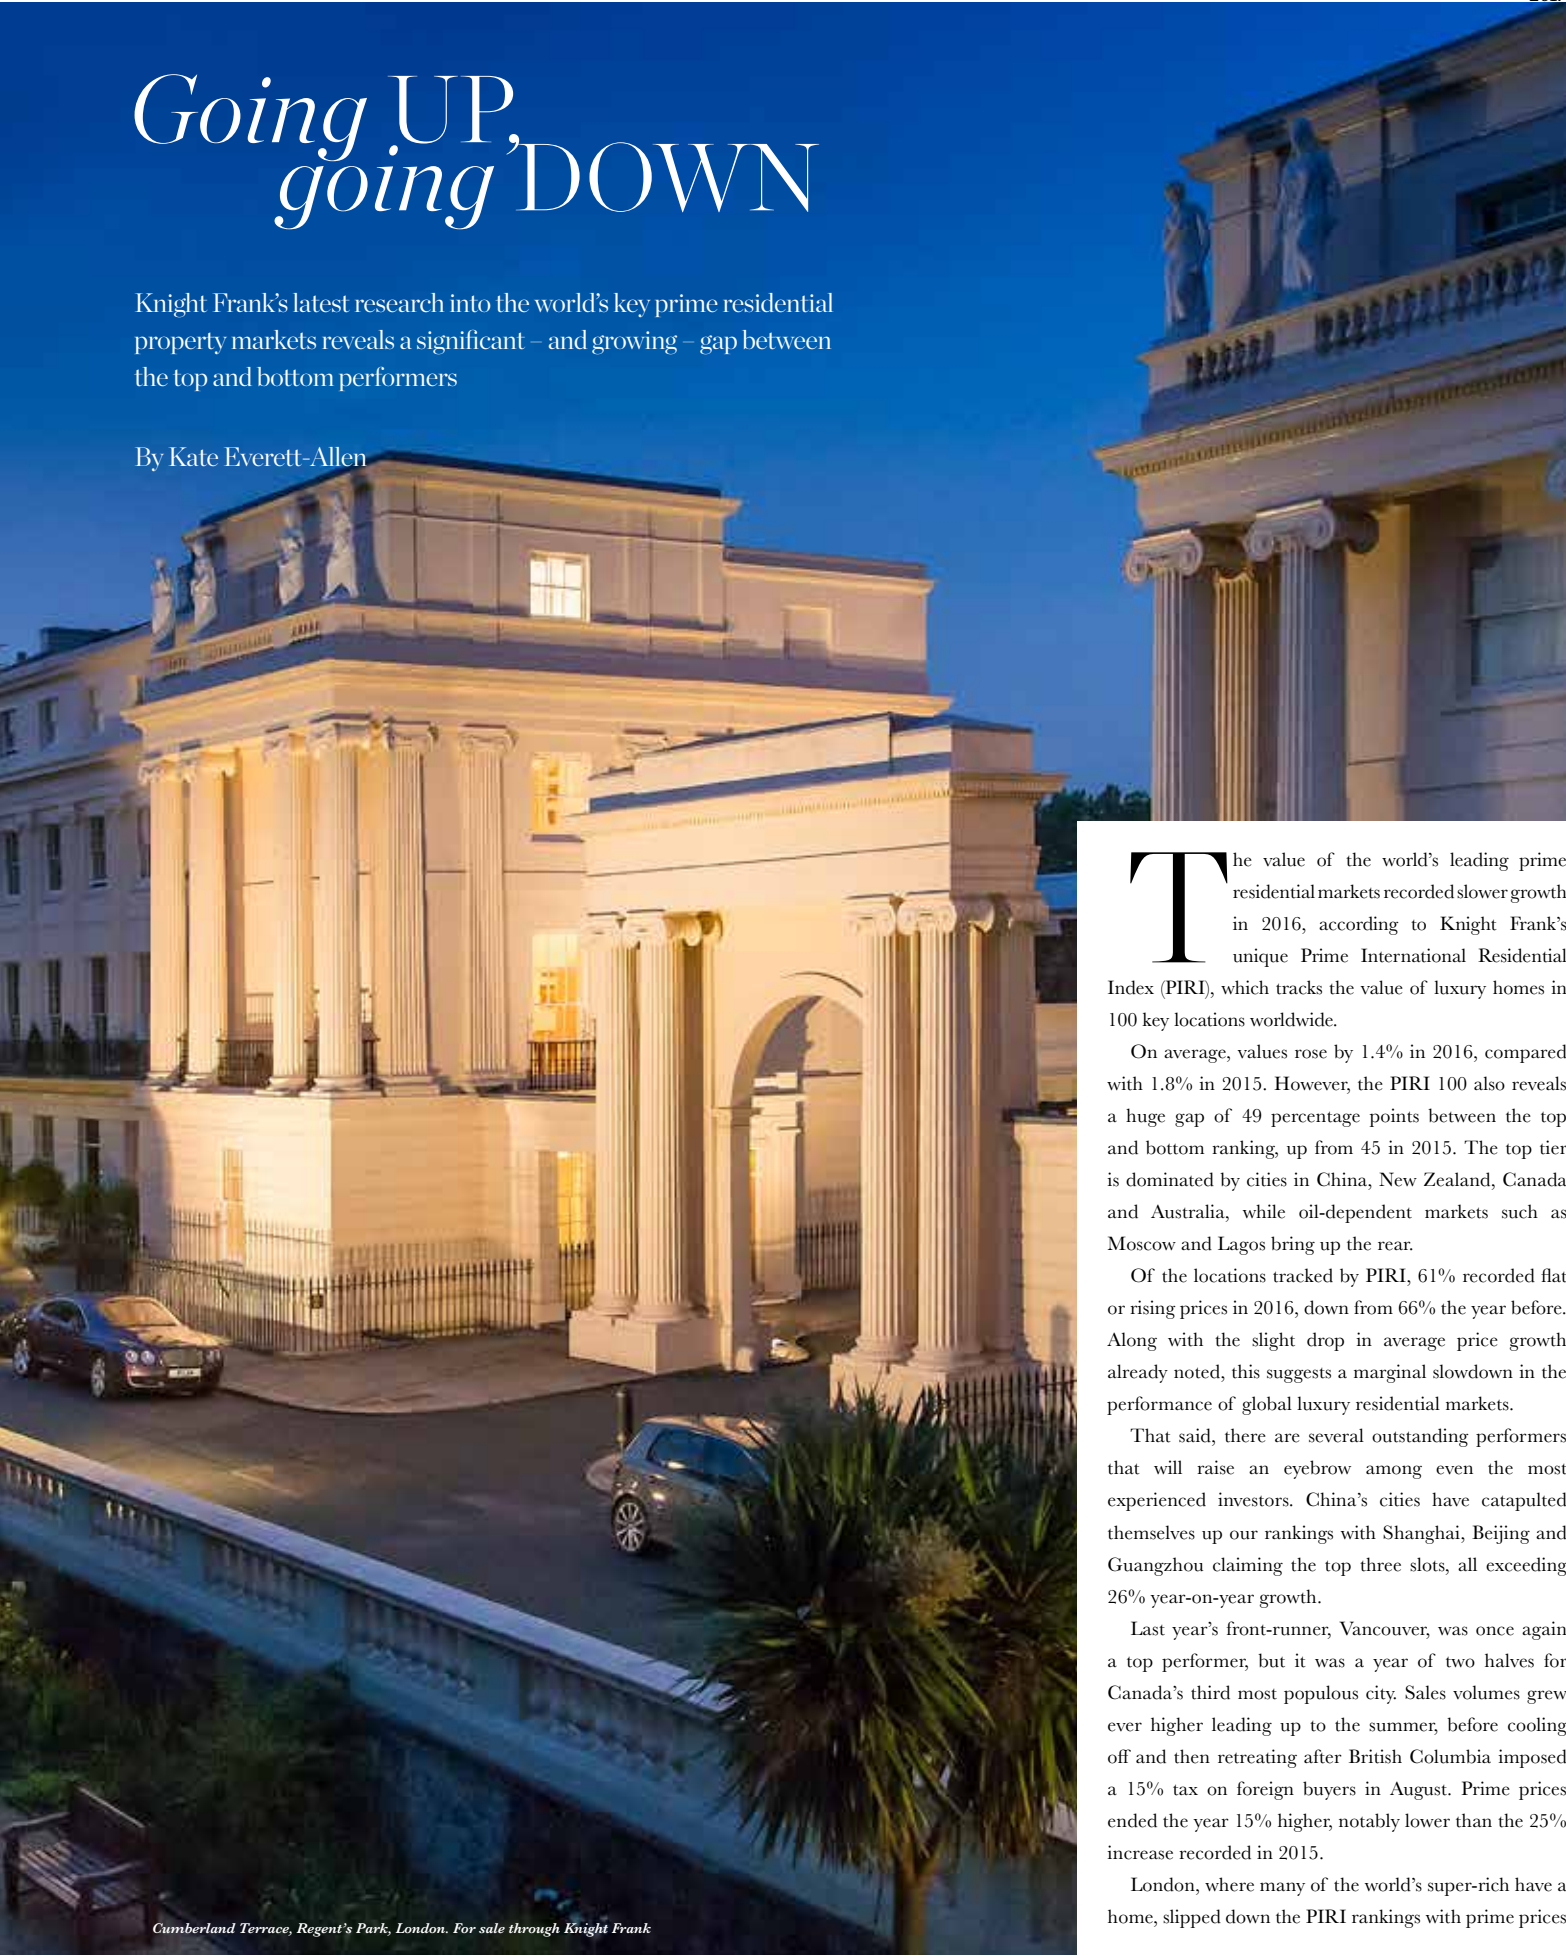 Going UP,
going DOWN
Knight Frank’s latest research into the world’s key prime residential
property markets reveals a significant – and growing – gap between
the top and bottom performers
By Kate Everett-Allen
The value of the world’s leading prime
residential markets recorded slower growth
in 2016, according to Knight Frank’s
unique Prime International Residential
Index (PIRI), which tracks the value of luxury homes in
100 key locations worldwide.
On average, values rose by 1.4% in 2016, compared
with 1.8% in 2015. However, the PIRI 100 also reveals
a huge gap of 49 percentage points between the top
and bottom ranking, up from 45 in 2015. The top tier
is dominated by cities in China, New Zealand, Canada
and Australia, while oil-dependent markets such as
Moscow and Lagos bring up the rear.
Of the locations tracked by PIRI, 61% recorded flat
or rising prices in 2016, down from 66% the year before.
Along with the slight drop in average price growth
already noted, this suggests a marginal slowdown in the
performance of global luxury residential markets.
That said, there are several outstanding performers
that will raise an eyebrow among even the most
experienced investors. China’s cities have catapulted
themselves up our rankings with Shanghai, Beijing and
Guangzhou claiming the top three slots, all exceeding
26% year-on-year growth.
Last year’s front-runner, Vancouver, was once again
a top performer, but it was a year of two halves for
Canada’s third most populous city. Sales volumes grew
ever higher leading up to the summer, before cooling
off and then retreating after British Columbia imposed
a 15% tax on foreign buyers in August. Prime prices
ended the year 15% higher, notably lower than the 25%
increase recorded in 2015.
London, where many of the world’s super-rich have a
home, slipped down the PIRI rankings with prime prices
Cumberland Terrace, Regent’s Park, London. For sale through Knight Frank